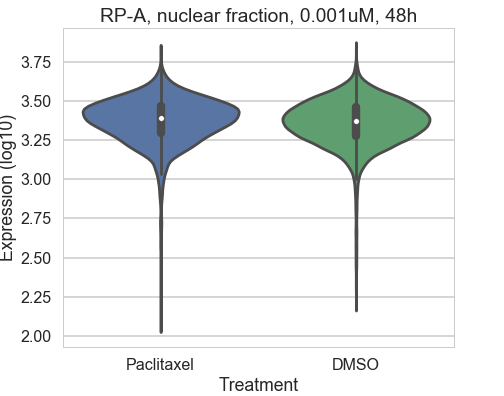 RP-A, nuclear fraction, 0.001uM, 48h
Expression (log10)
3.75
3.50
3.25
3.00
2.75
2.50
2.25
2.00
Paclitaxel DMSO
Treatment